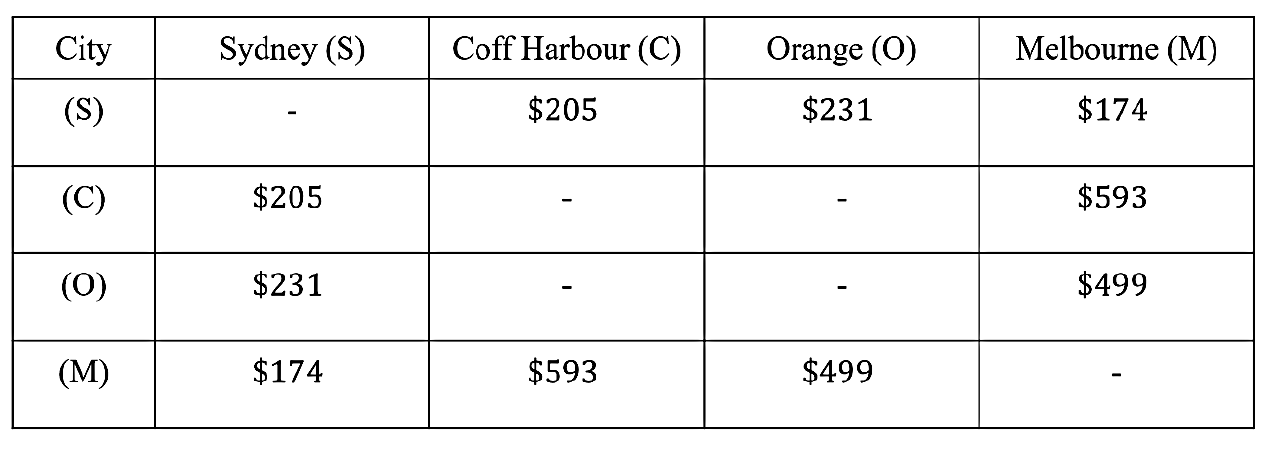 City Sydney (S) Coff Harbour (C) Orange (O) Melbourne (M)
(S) - $205 $231 $174
(C) $205 - - $593
(O) $231 - - $499
(M) $174 $593 $499 -